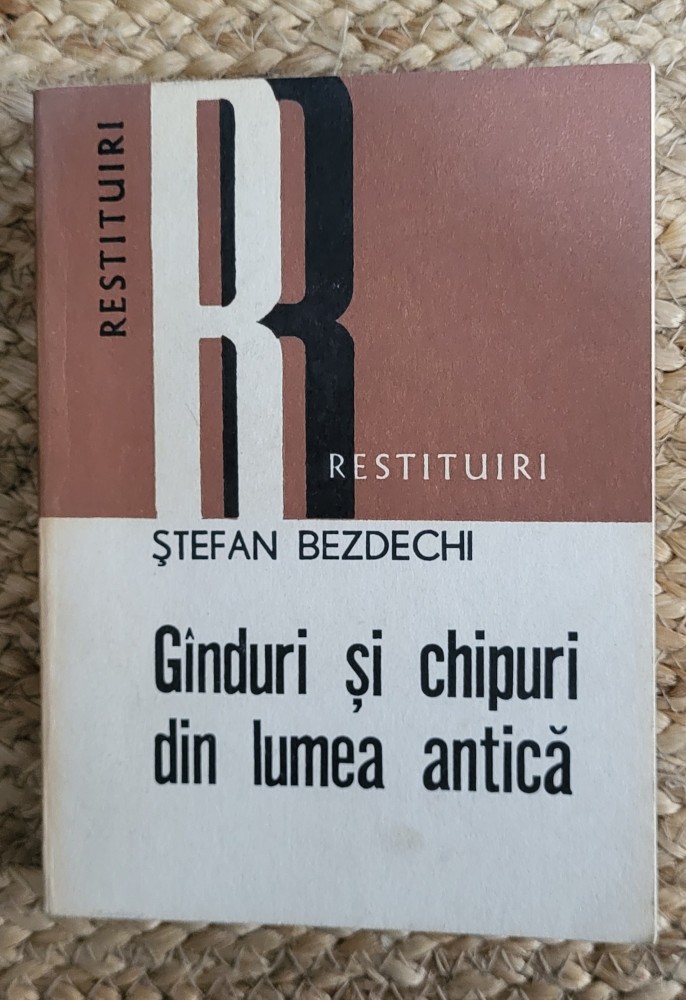 RESTITUIRI
RESTITUIRI
ŞTEFAN BEZDECHI
Gînduri şi chipuri
din lumea antică